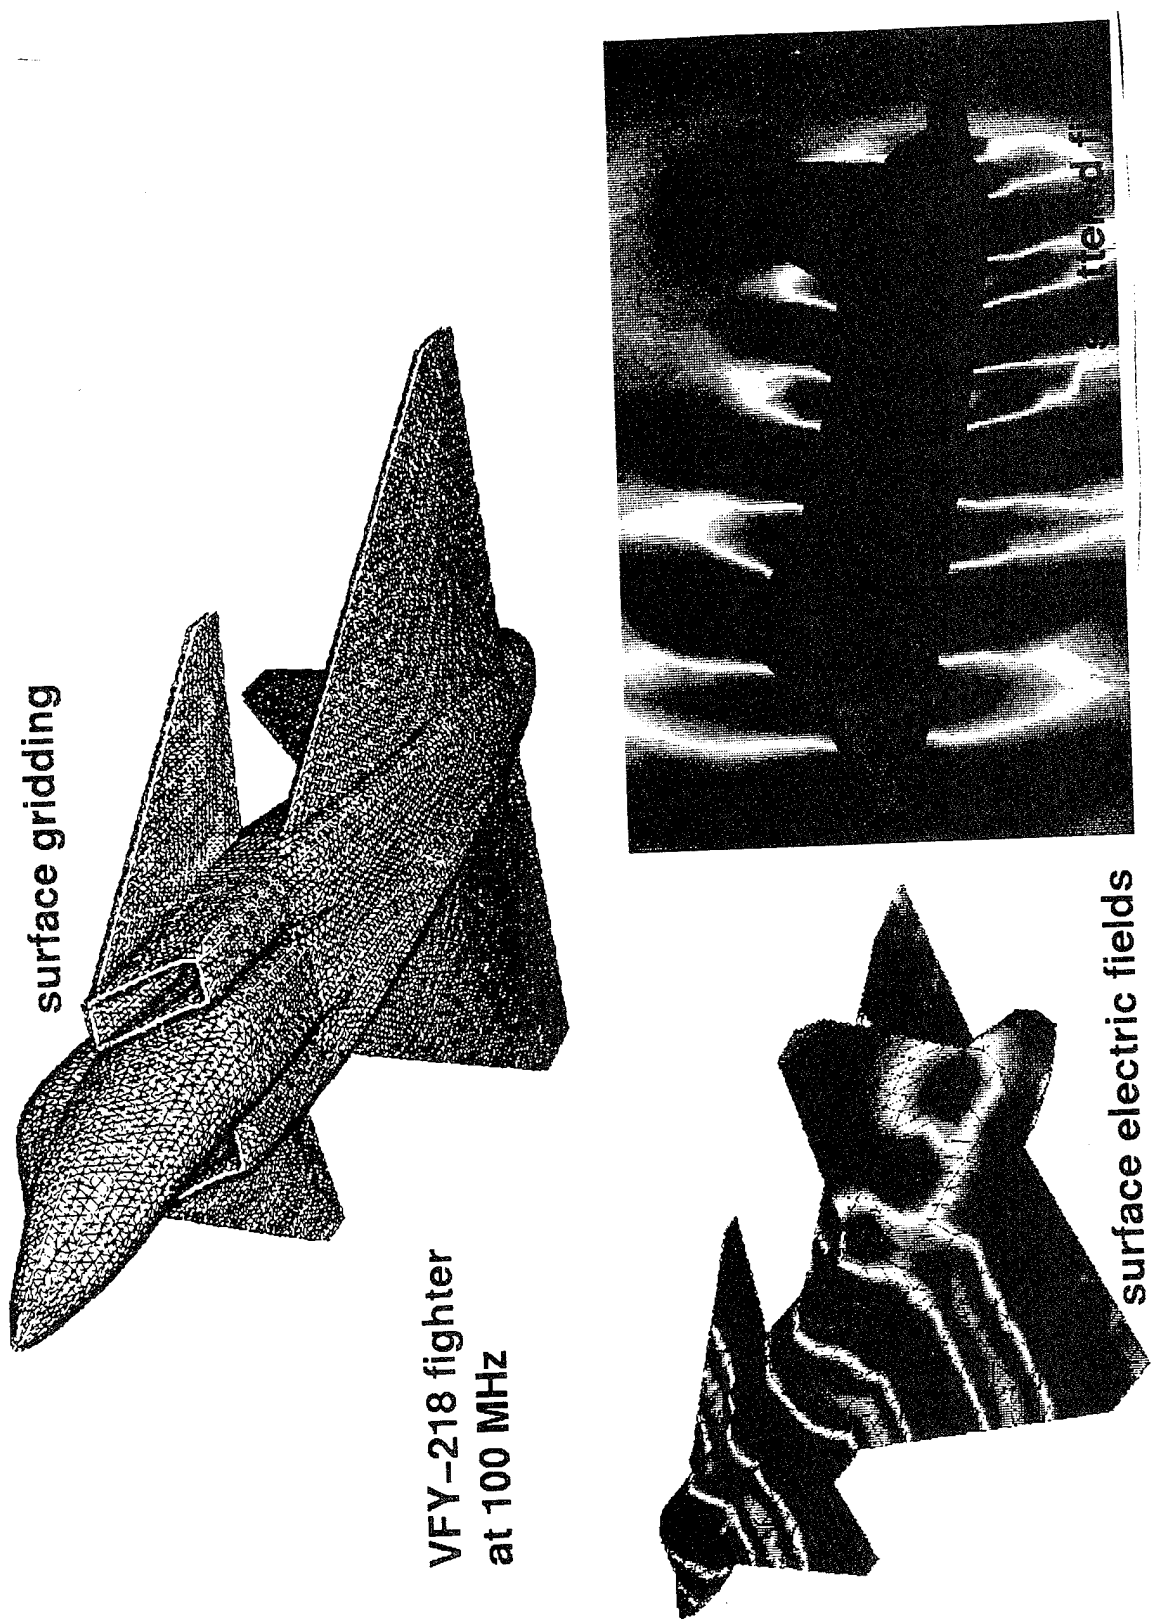 surface gridding
VFY–218 fighter
at 100 MHz
surface electric fields